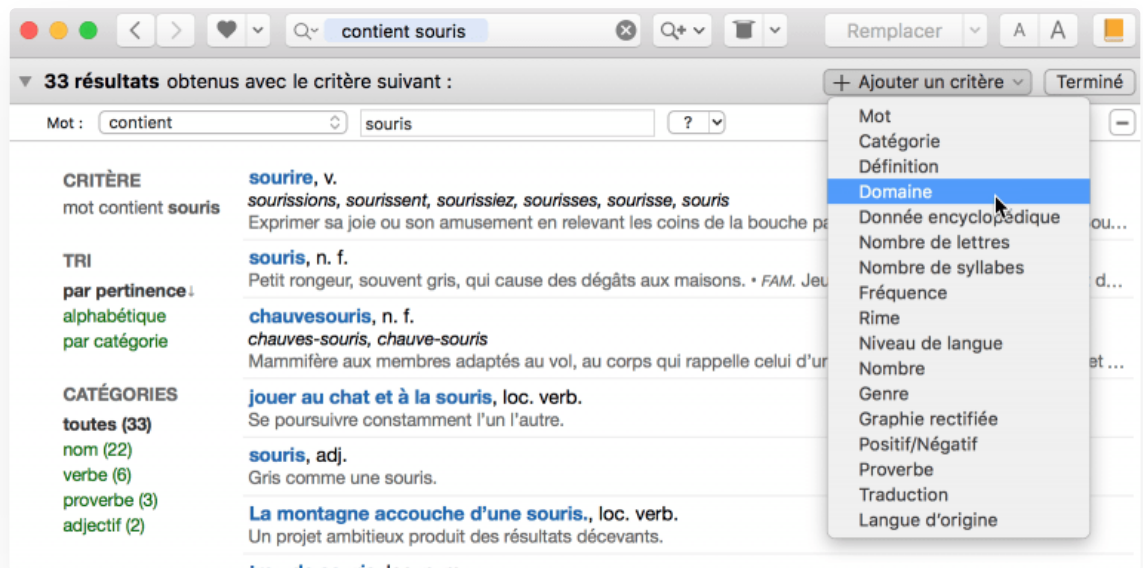 contient souris
Remplacer
A A
33 résultats obtenus avec le critère suivant :
+ Ajouter un critère
Terminé
Mot : contient souris ?
CRITÈRE
mot contient souris
TRI
par pertinence↓
alphabétique
par catégorie
CATÉGORIES
toutes (33)
nom (22)
verbe (6)
proverbe (3)
adjectif (2)
sourire, v.
sourissions, sourissent, sourissiez, sourisses, sourisse, souris
Exprimer sa joie ou son amusement en relevant les coins de la bouche
souris, n. f.
Petit rongeur, souvent gris, qui cause des dégâts aux maisons. • FAM. Jeu
d…
chauvesouris, n. f.
chauves-souris, chauve-souris
Mammifère aux membres adaptés au vol, au corps qui rappelle celui
et …
jouer au chat et à la souris, loc. verb.
Se poursuivre constamment l'un l'autre.
souris, adj.
Gris comme une souris.
La montagne accouche d'une souris., loc. verb.
Un projet ambitieux produit des résultats décevants.
Mot
Catégorie
Définition
Domaine
Donnée encyclopédique
Nombre de lettres
Nombre de syllabes
Fréquence
Rime
Niveau de langue
Nombre
Genre
Graphie rectifiée
Positif/Négatif
Proverbe
Traduction
Langue d'origine